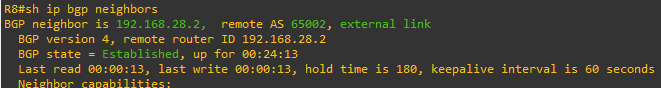 R8#sh ip bgp neighbors
BGP neighbor is 192.168.28.2,  remote AS 65002, external link
  BGP version 4, remote router ID 192.168.28.2
  BGP state = Established, up for 00:24:13
  Last read 00:00:13, last write 00:00:13, hold time is 180, keepalive interval is 60 seconds
  Neighbor capabilities: